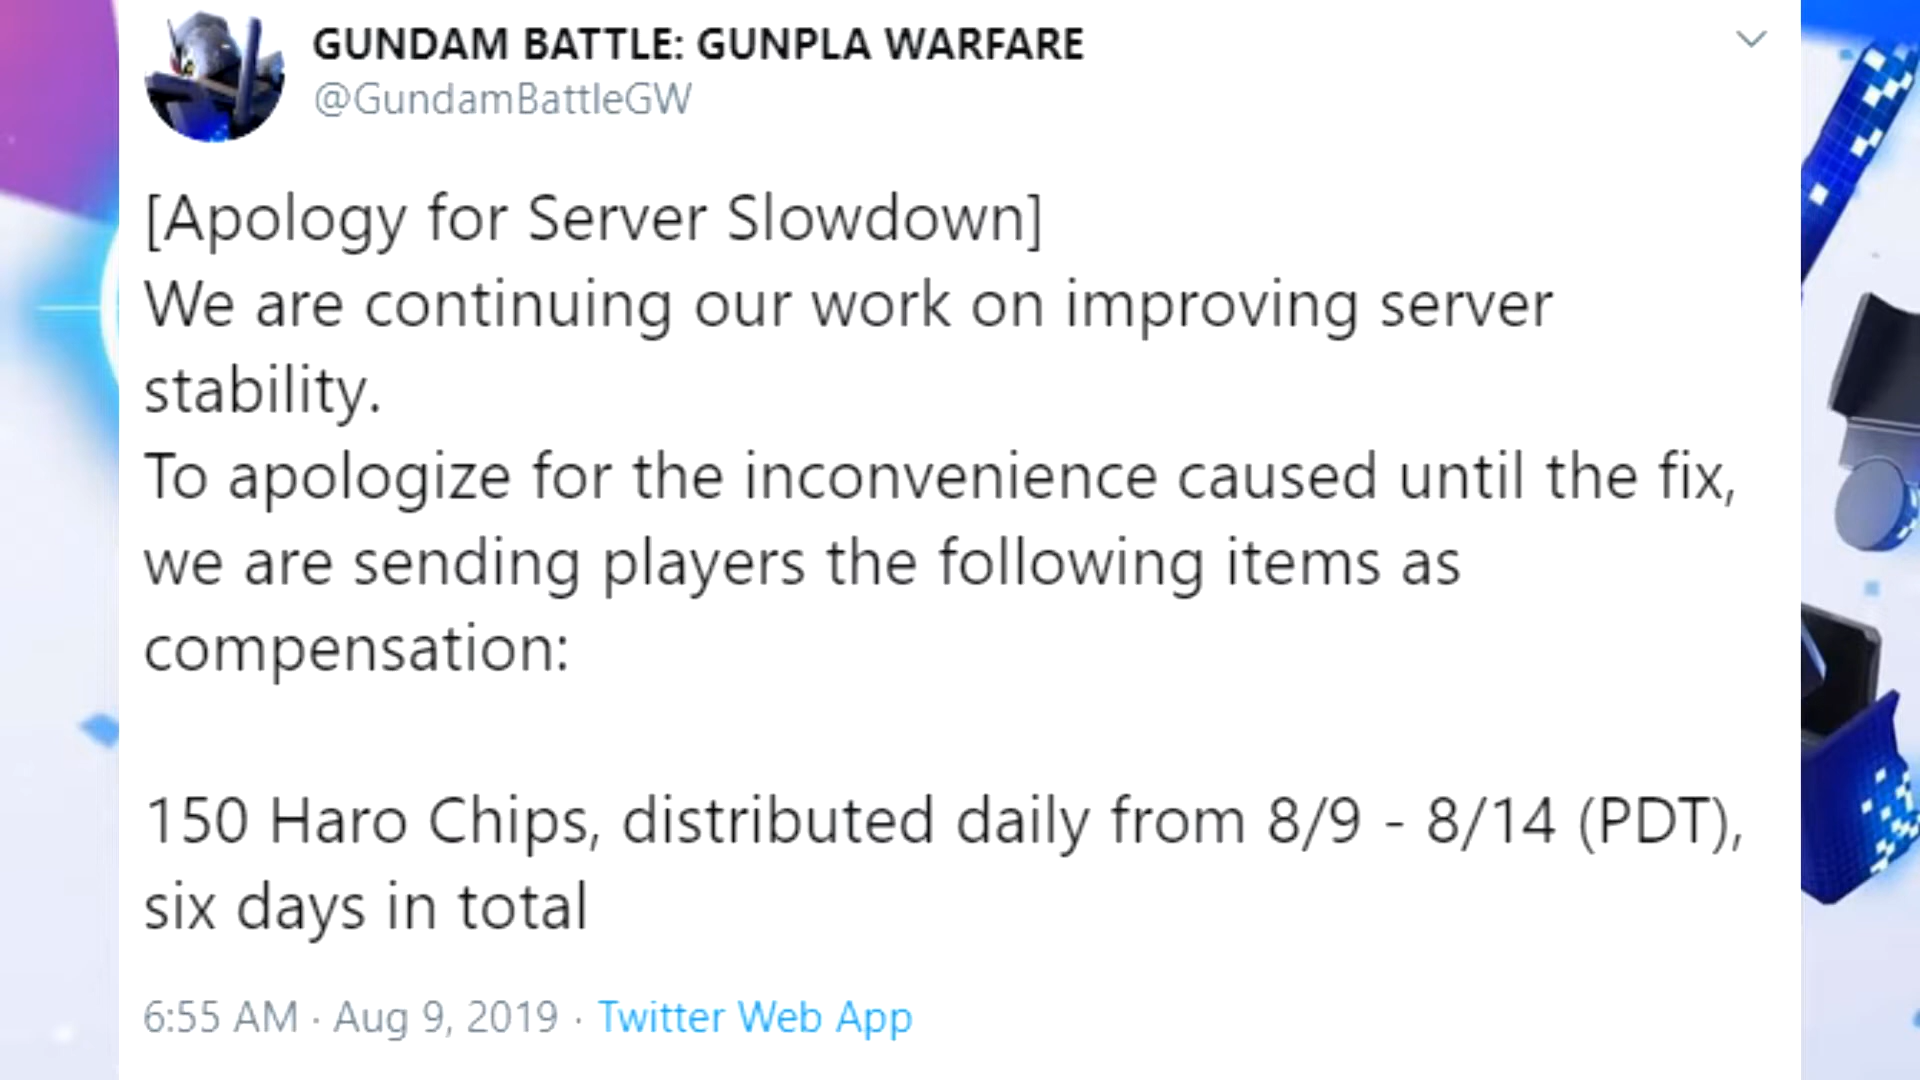 GUNDAM BATTLE: GUNPLA WARFARE
@GundamBattleGW
[Apology for Server Slowdown]
We are continuing our work on improving server
stability.
To apologize for the inconvenience caused until the fix,
we are sending players the following items as
compensation:
150 Haro Chips, distributed daily from 8/9 - 8/14 (PDT),
six days in total
6:55 AM · Aug 9, 2019 · Twitter Web App